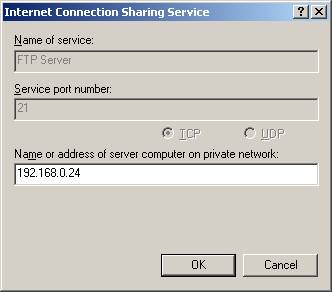 Internet Connection Sharing Service
Name of service:
FTP Server
Service port number:
21
TCP UDP
Name or address of server computer on private network:
192.168.0.24
OK Cancel